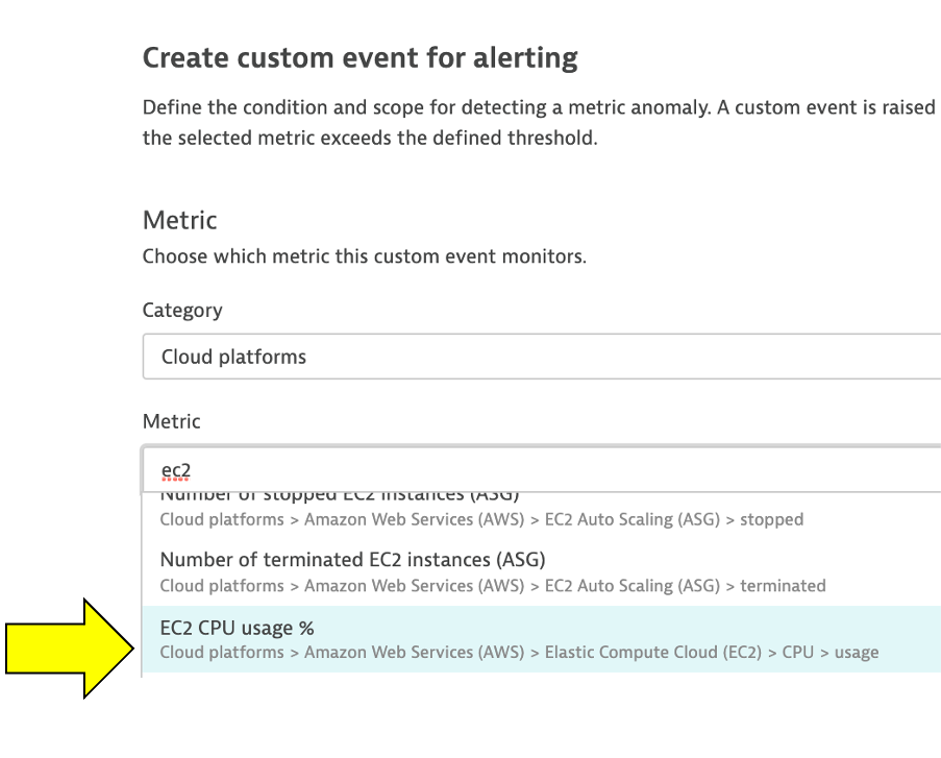 Create custom event for alerting
Define the condition and scope for detecting a metric anomaly. A custom event is raised
the selected metric exceeds the defined threshold.
Metric
Choose which metric this custom event monitors.
Category
Cloud platforms
Metric
ec2
Number of stopped EC2 instances (ASG)
Cloud platforms > Amazon Web Services (AWS) > EC2 Auto Scaling (ASG) > stopped
Number of terminated EC2 instances (ASG)
Cloud platforms > Amazon Web Services (AWS) > EC2 Auto Scaling (ASG) > terminated
EC2 CPU usage %
Cloud platforms > Amazon Web Services (AWS) > Elastic Compute Cloud (EC2) > CPU > usage